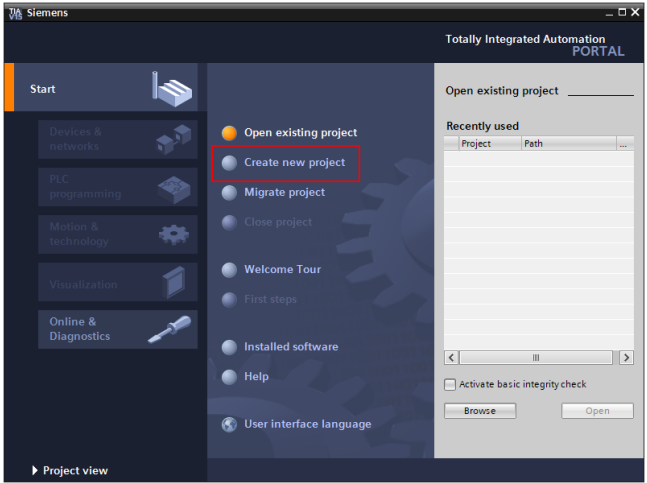 TIA
V15
Siemens
Totally Integrated Automation
PORTAL
Start
Devices &
networks
PLC
programming
Motion &
technology
Visualization
Online &
Diagnostics
Open existing project
Create new project
Migrate project
Close project
Welcome Tour
First steps
Installed software
Help
User interface language
Open existing project
Recently used
Project Path ...
Activate basic integrity check
Browse Open
Project view